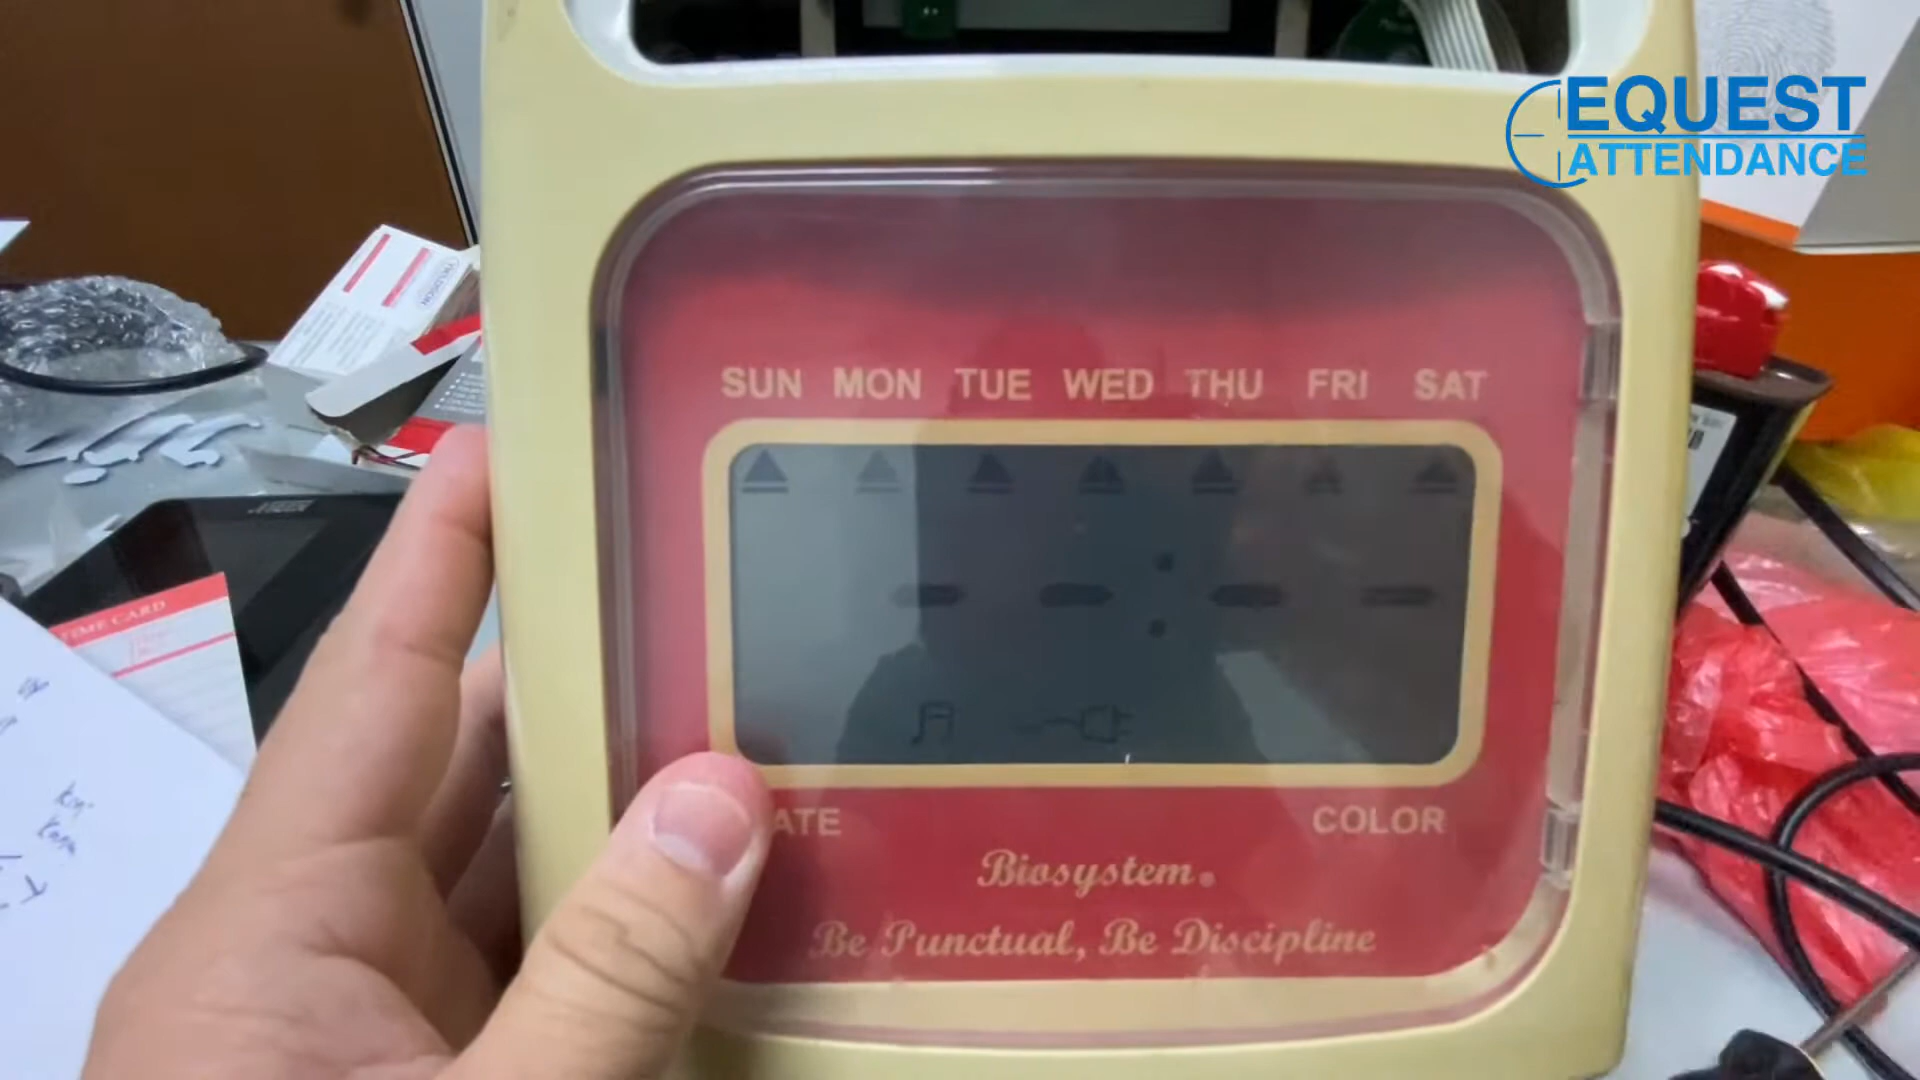 EQUEST
ATTENDANCE
SUN MON TUE WED THU FRI SAT
-- : --
ATE
COLOR
Biosystem
Be Punctual, Be Discipline
TIME CARD